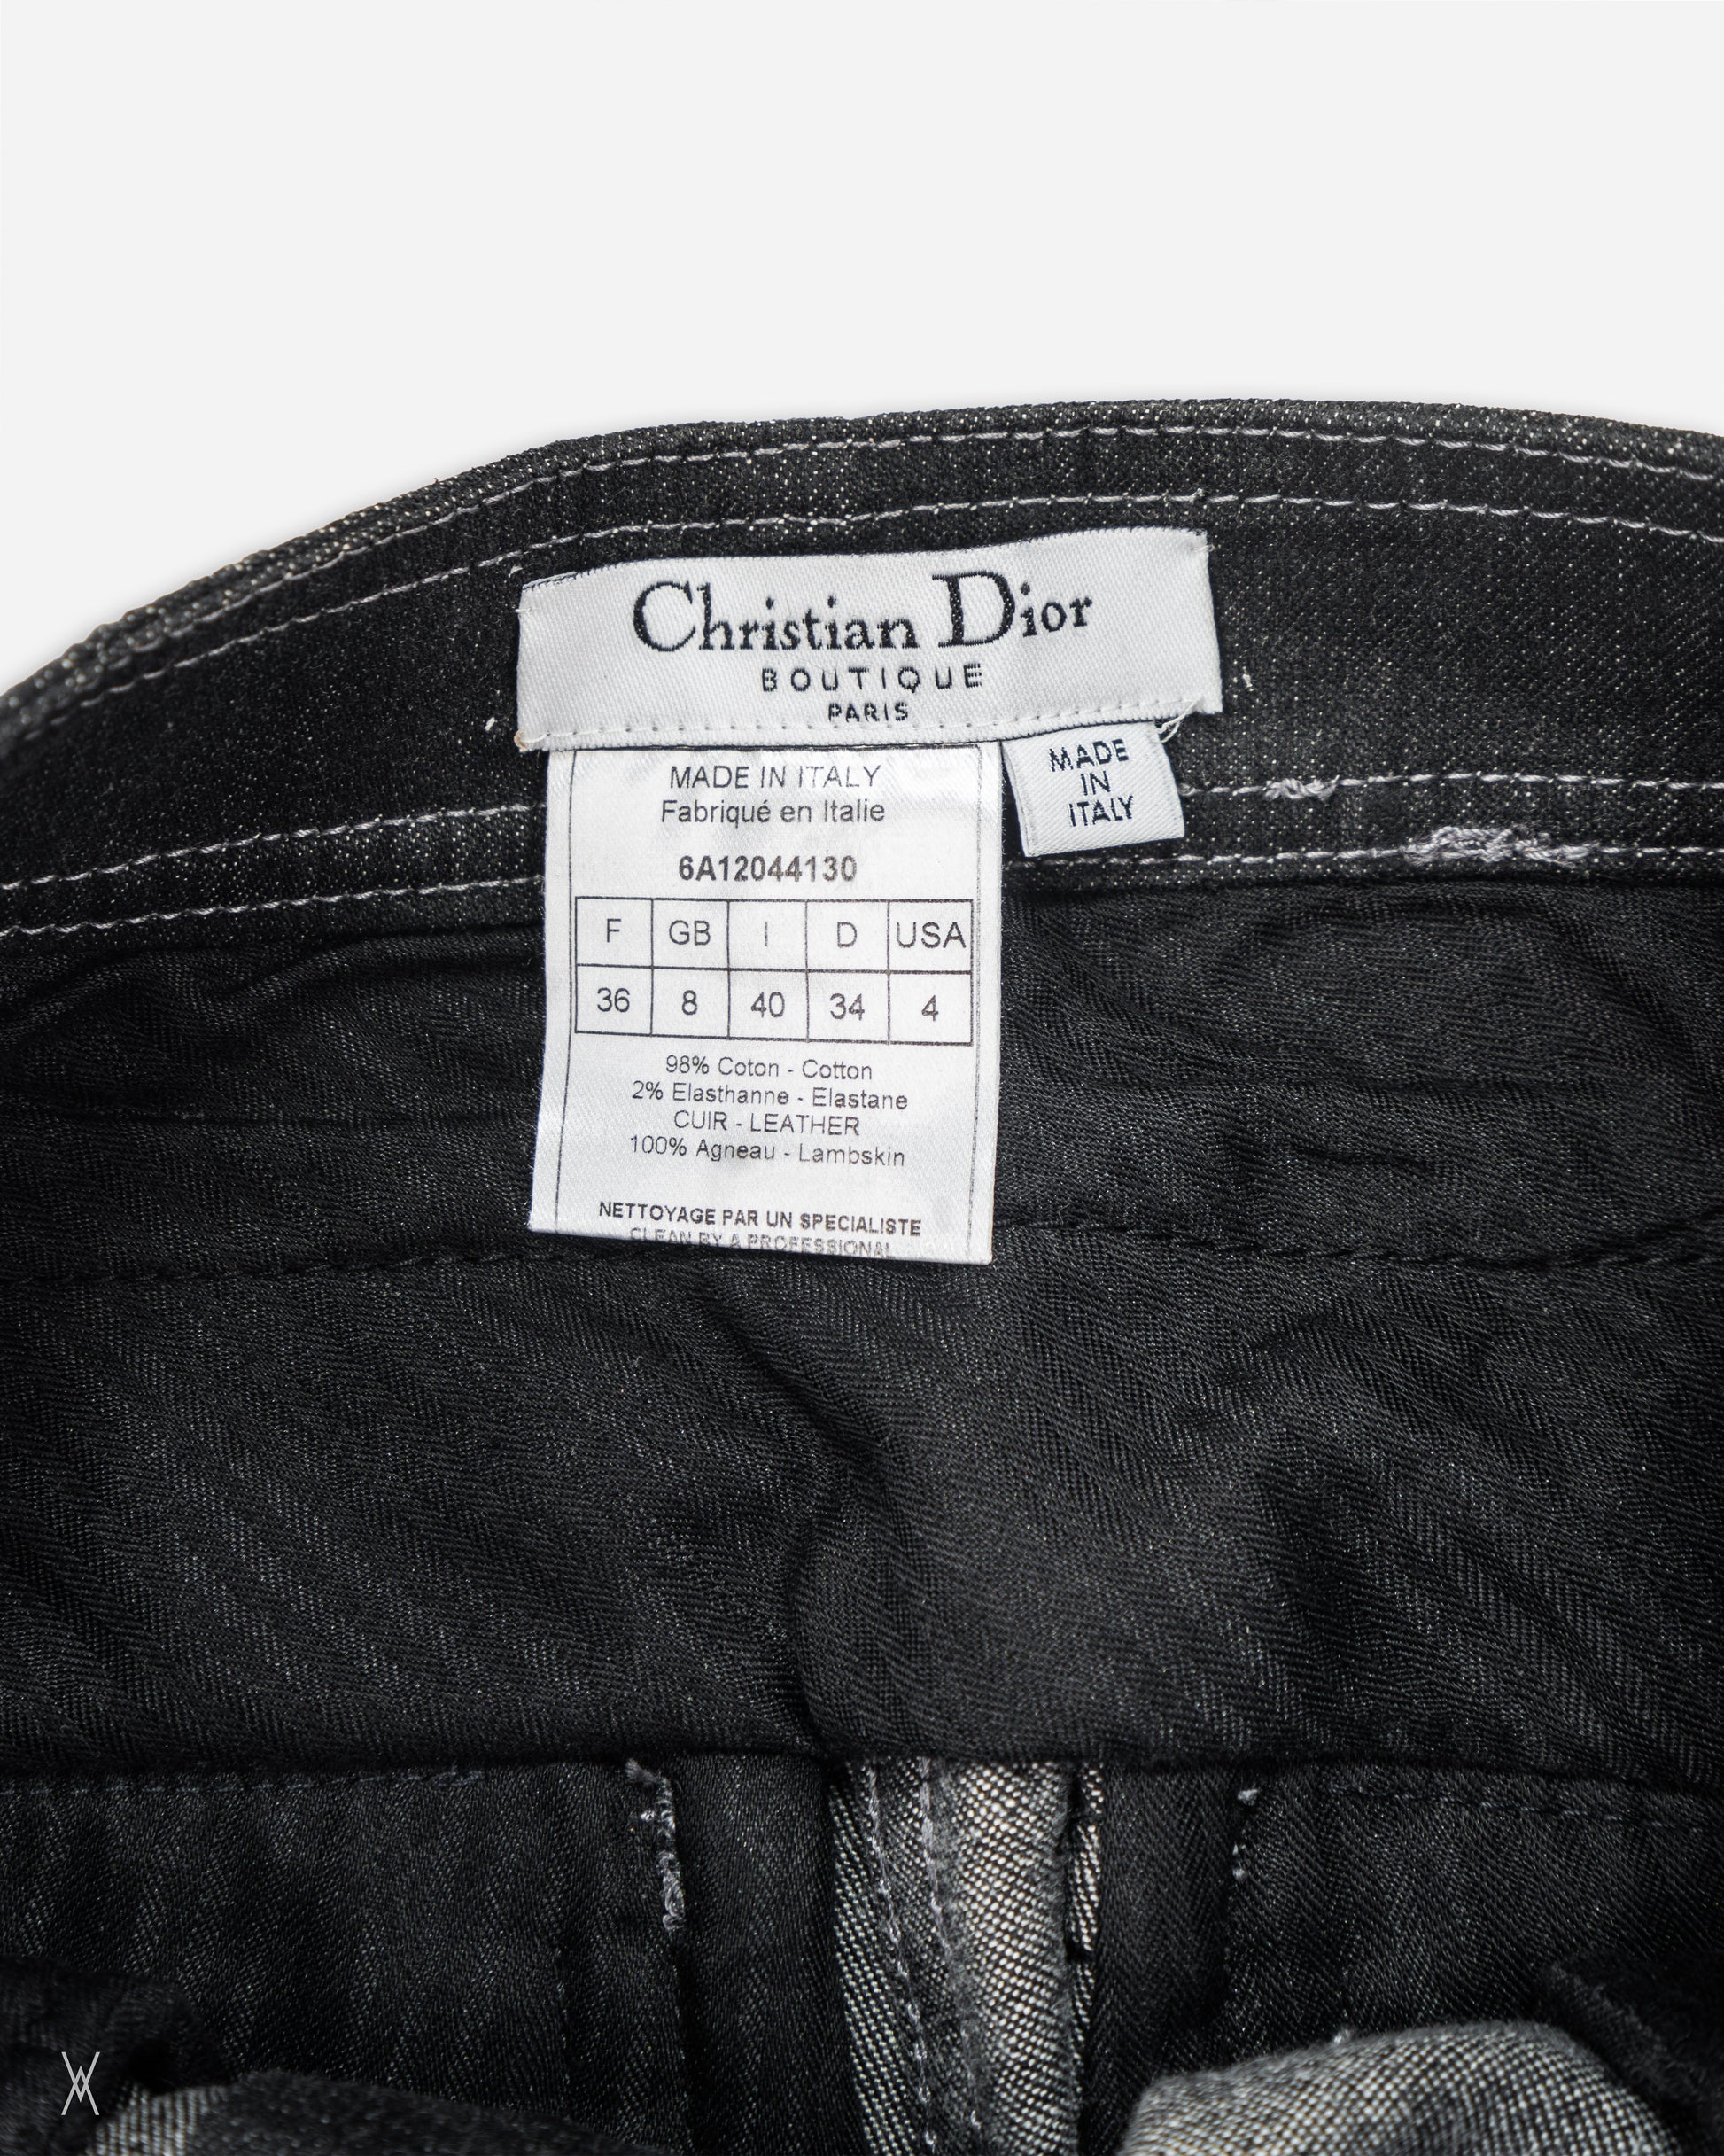 Christian Dior
BOUTIQUE
PARIS
MADE IN ITALY
Fabriqué en Italie
6A12044130
F GB I D USA
36 8 40 34 4
98% Coton - Cotton
2% Elasthanne - Elastane
CUIR - LEATHER
100% Agneau - Lambskin
NETTOYAGE PAR UN SPECIALISTE
CLEAN BY A PROFESSIONAL
MADE
IN
ITALY